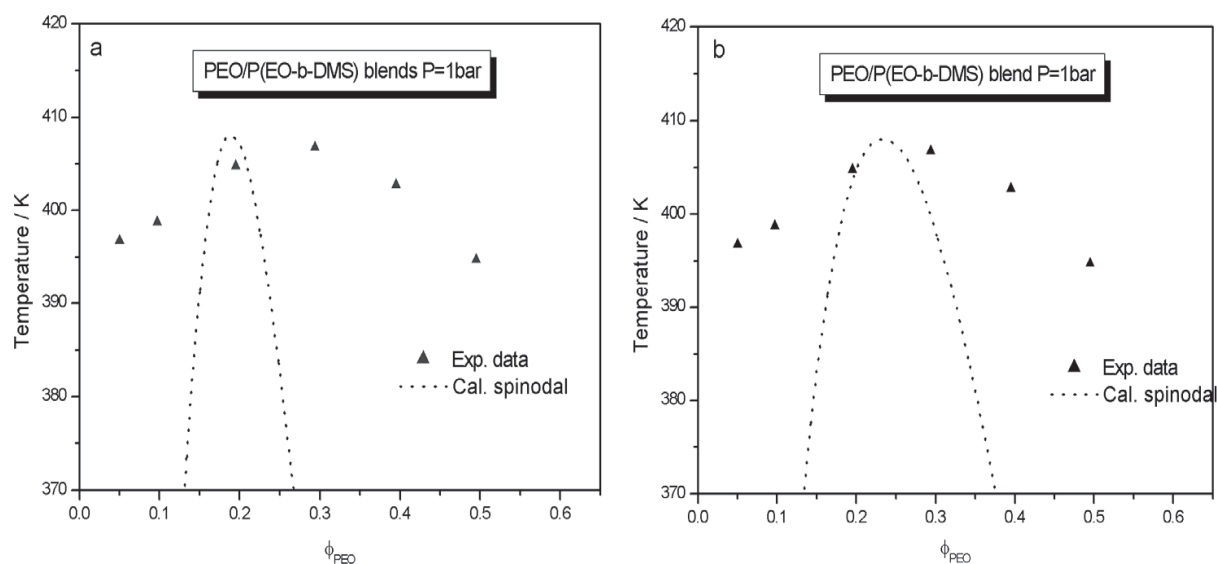 a
PEO/P(EO-b-DMS) blends P=1bar
Temperature / K
420
410
400
390
380
370
Exp. data
Cal. spinodal
0.0 0.1 0.2 0.3 0.4 0.5 0.6
ϕPEO
b
PEO/P(EO-b-DMS) blend P=1bar
Temperature / K
420
410
400
390
380
370
Exp. data
Cal. spinodal
0.0 0.1 0.2 0.3 0.4 0.5 0.6
ϕPEO